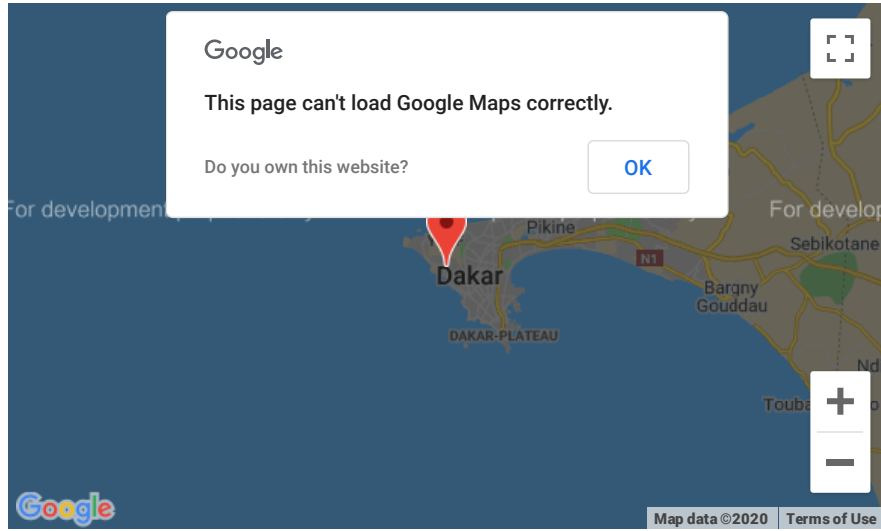 Google
This page can't load Google Maps correctly.
Do you own this website?
OK
For development
For develop
Pikine
Sebikotane
N1
Dakar
Bargny
Gouddau
DAKAR-PLATEAU
Nd
Touba
o
Google
Map data ©2020
Terms of Use